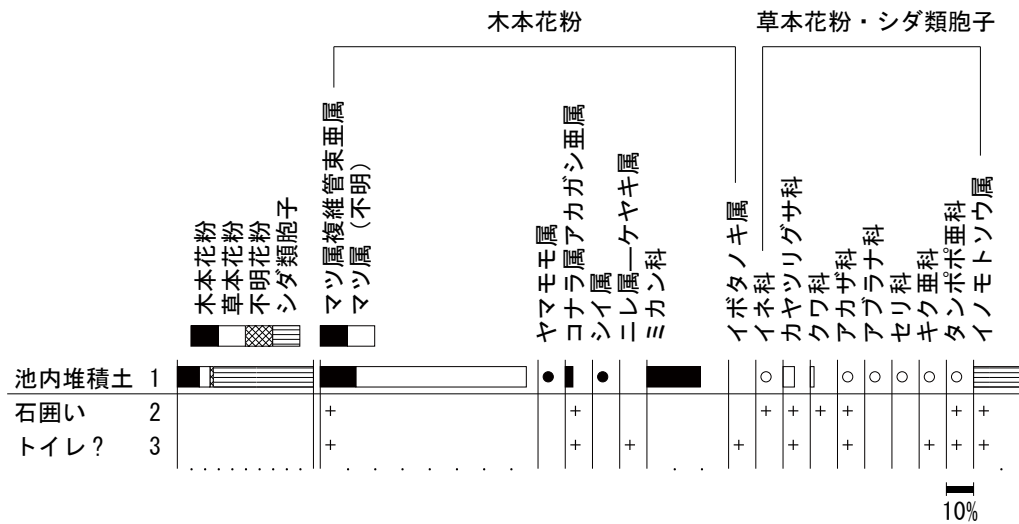 木本花粉
草本花粉・シダ類胞子
木本花粉
草本花粉
不明花粉
シダ類胞子
マツ属複維管束亜属
マツ属（不明）
ヤマモモ属
コナラ属アカガシ亜属
シイ属
ニレ属―ケヤキ属
ミカン科
イボタノキ属
イネ科
カヤツリグサ科
クワ科
アカザ科
アブラナ科
セリ科
キク亜科
タンポポ亜科
イノモトソウ属
池内堆積土 1
石囲い 2 + + + + + + + +
トイレ？ 3 + + + + + + + + +
10%